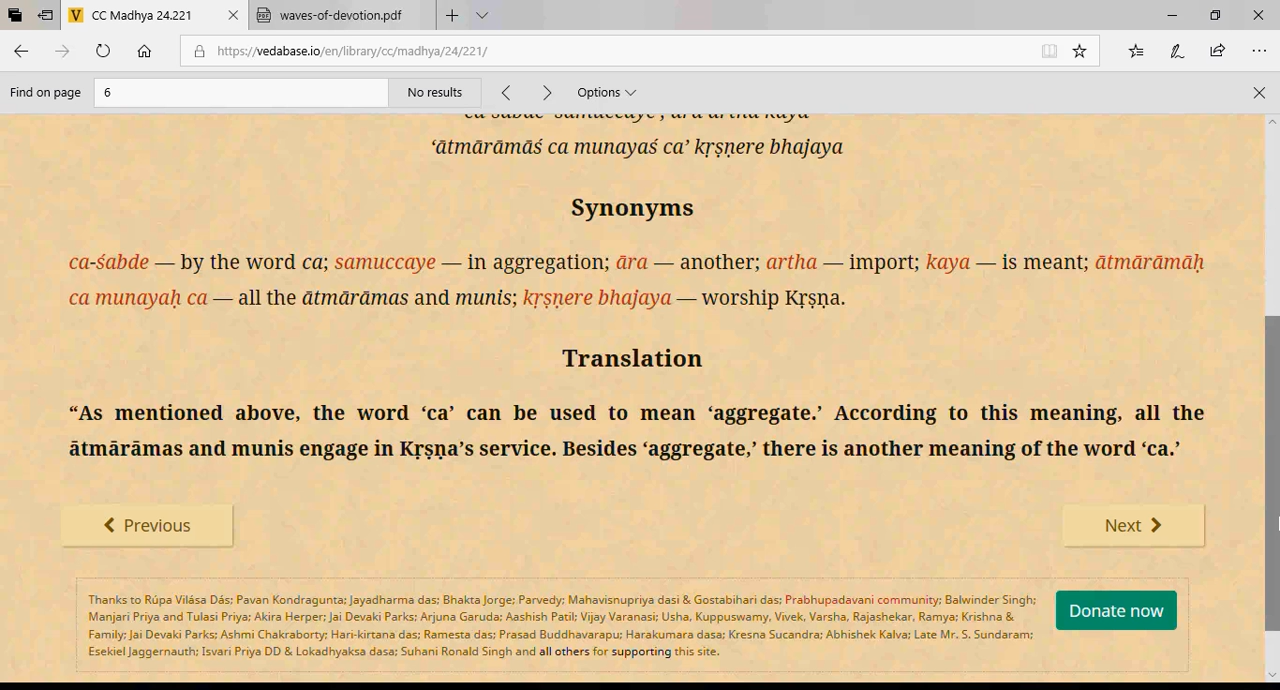 CC Madhya 24.221
waves-of-devotion.pdf
https://vedabase.io/en/library/cc/madhya/24/221/
Find on page 6 No results Options
ca-śabde 'samuccaye', āra artha kaya
‘ātmārāmāś ca munayaś ca’ kṛṣṇere bhajaya
Synonyms
ca-śabde — by the word ca; samuccaye — in aggregation; āra — another; artha — import; kaya — is meant; ātmārāmāḥ
ca munayaḥ ca — all the ātmārāmas and munis; kṛṣṇere bhajaya — worship Kṛṣṇa.
Translation
“As mentioned above, the word ‘ca’ can be used to mean ‘aggregate.’ According to this meaning, all the
ātmārāmas and munis engage in Kṛṣṇa’s service. Besides ‘aggregate,’ there is another meaning of the word ‘ca.’
Previous
Next
Thanks to Rúpa Vilása Dás; Pavan Kondragunta; Jayadharma das; Bhakta Jorge; Parvedy; Mahavisnupriya dasi & Gostabihari das; Prabhupadavani community; Balwinder Singh;
Manjari Priya and Tulasi Priya; Akira Herper; Jai Devaki Parks; Arjuna Garuda; Aashish Patil; Vijay Varanasi; Usha, Kuppuswamy, Vivek, Varsha, Rajashekar, Ramya; Krishna &
Family; Jai Devaki Parks; Ashmi Chakraborty; Hari-kirtana das; Ramesta das; Prasad Buddhavarapu; Harakumara dasa; Kresna Sucandra; Abhishek Kalva; Late Mr. S. Sundaram;
Esekiel Jaggernauth; Isvari Priya DD & Lokadhyaksa dasa; Suhani Ronald Singh and all others for supporting this site.
Donate now